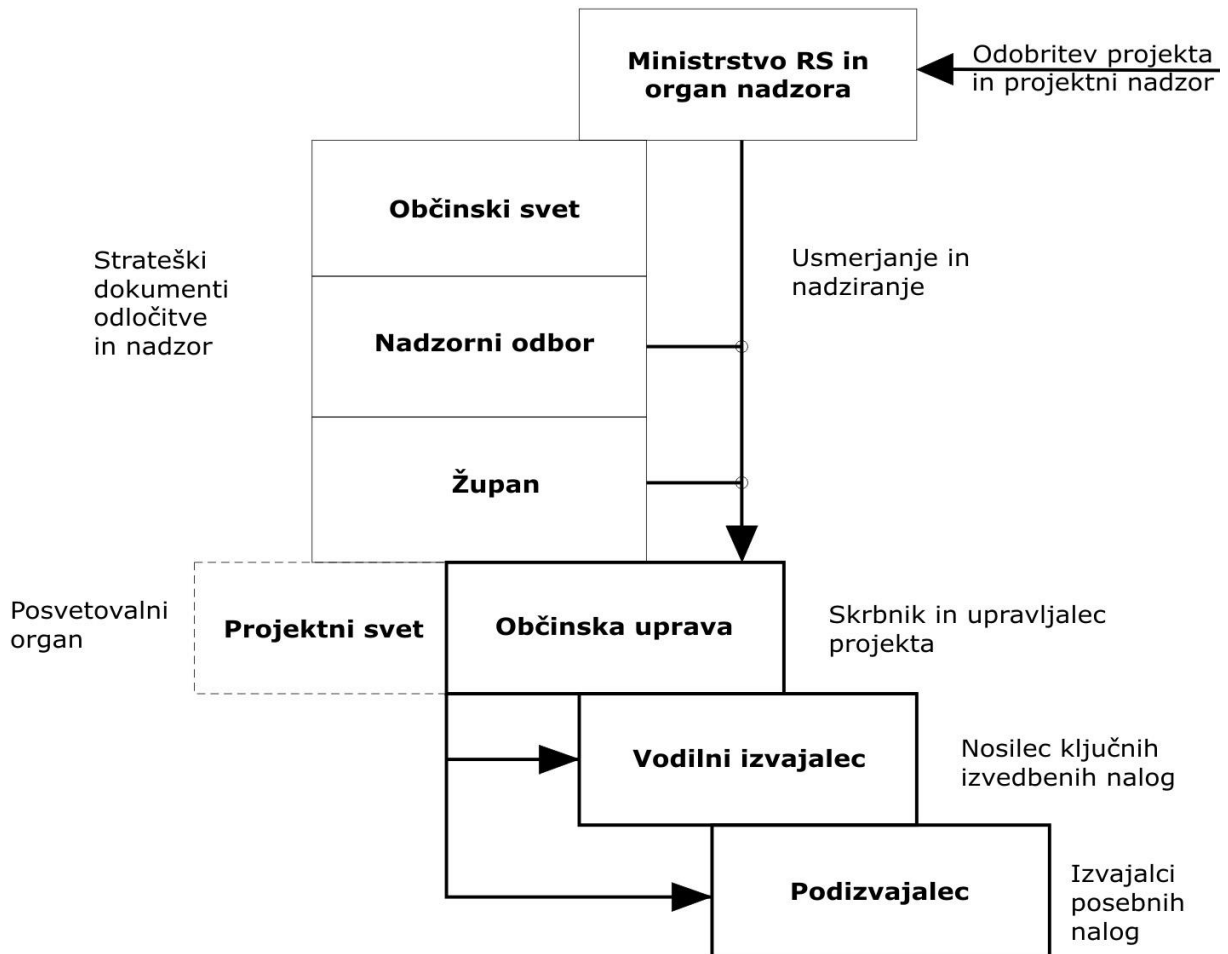 Ministrstvo RS in
organ nadzora
Odobritev projekta
in projektni nadzor
Občinski svet
Strateški
dokumenti
odločitve
in nadzor
Usmerjanje in
nadziranje
Nadzorni odbor
Župan
Posvetovalni
organ
Projektni svet
Občinska uprava
Skrbnik in upravljalec
projekta
Vodilni izvajalec
Nosilec ključnih
izvedbenih nalog
Podizvajalec
Izvajalci
posebnih
nalog